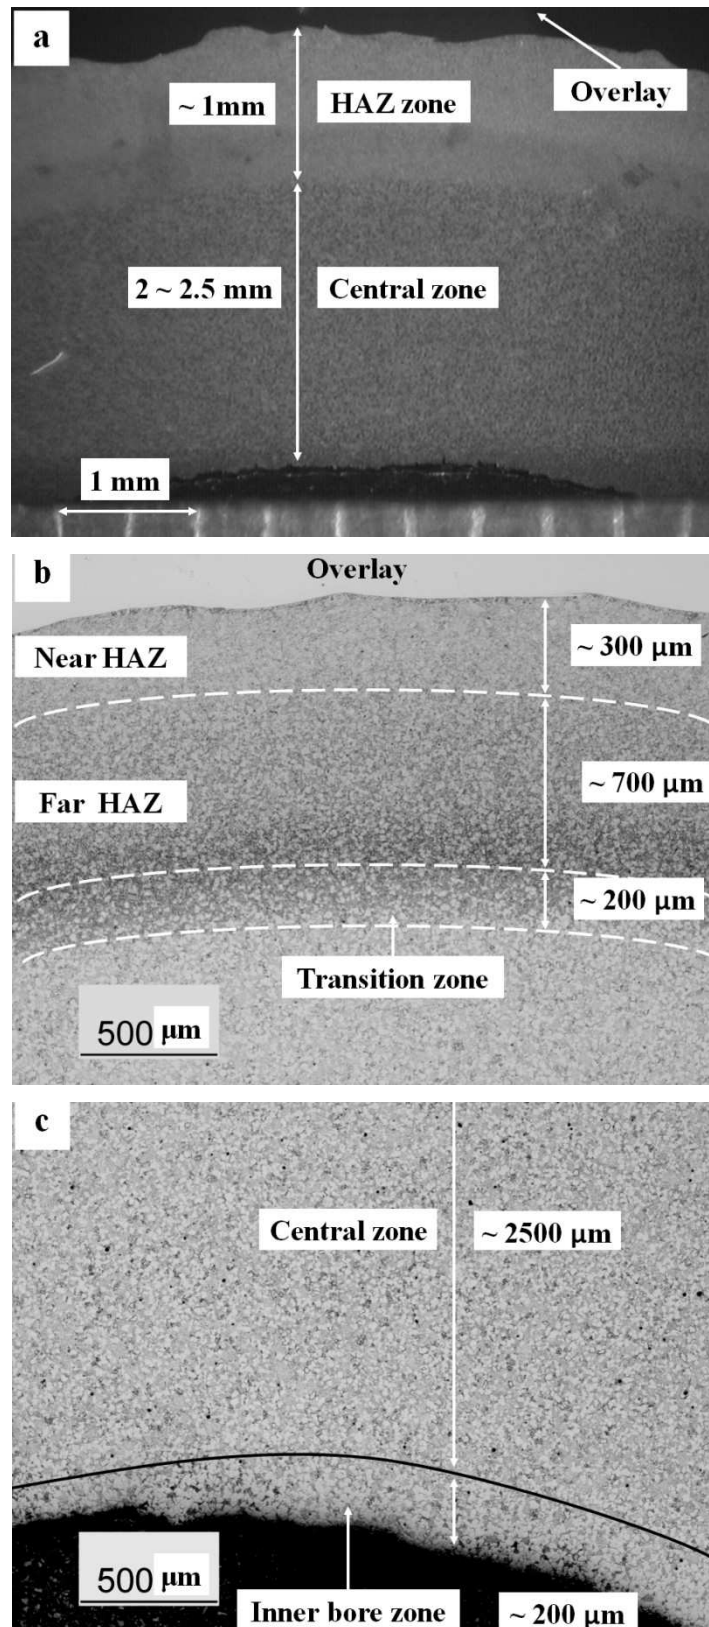 a
Overlay
~ 1mm
HAZ zone
2 ~ 2.5 mm
Central zone
1 mm
b
Overlay
Near HAZ
~ 300 μm
Far HAZ
~ 700 μm
~ 200 μm
Transition zone
500 μm
c
Central zone
~ 2500 μm
500 μm
Inner bore zone
~ 200 μm